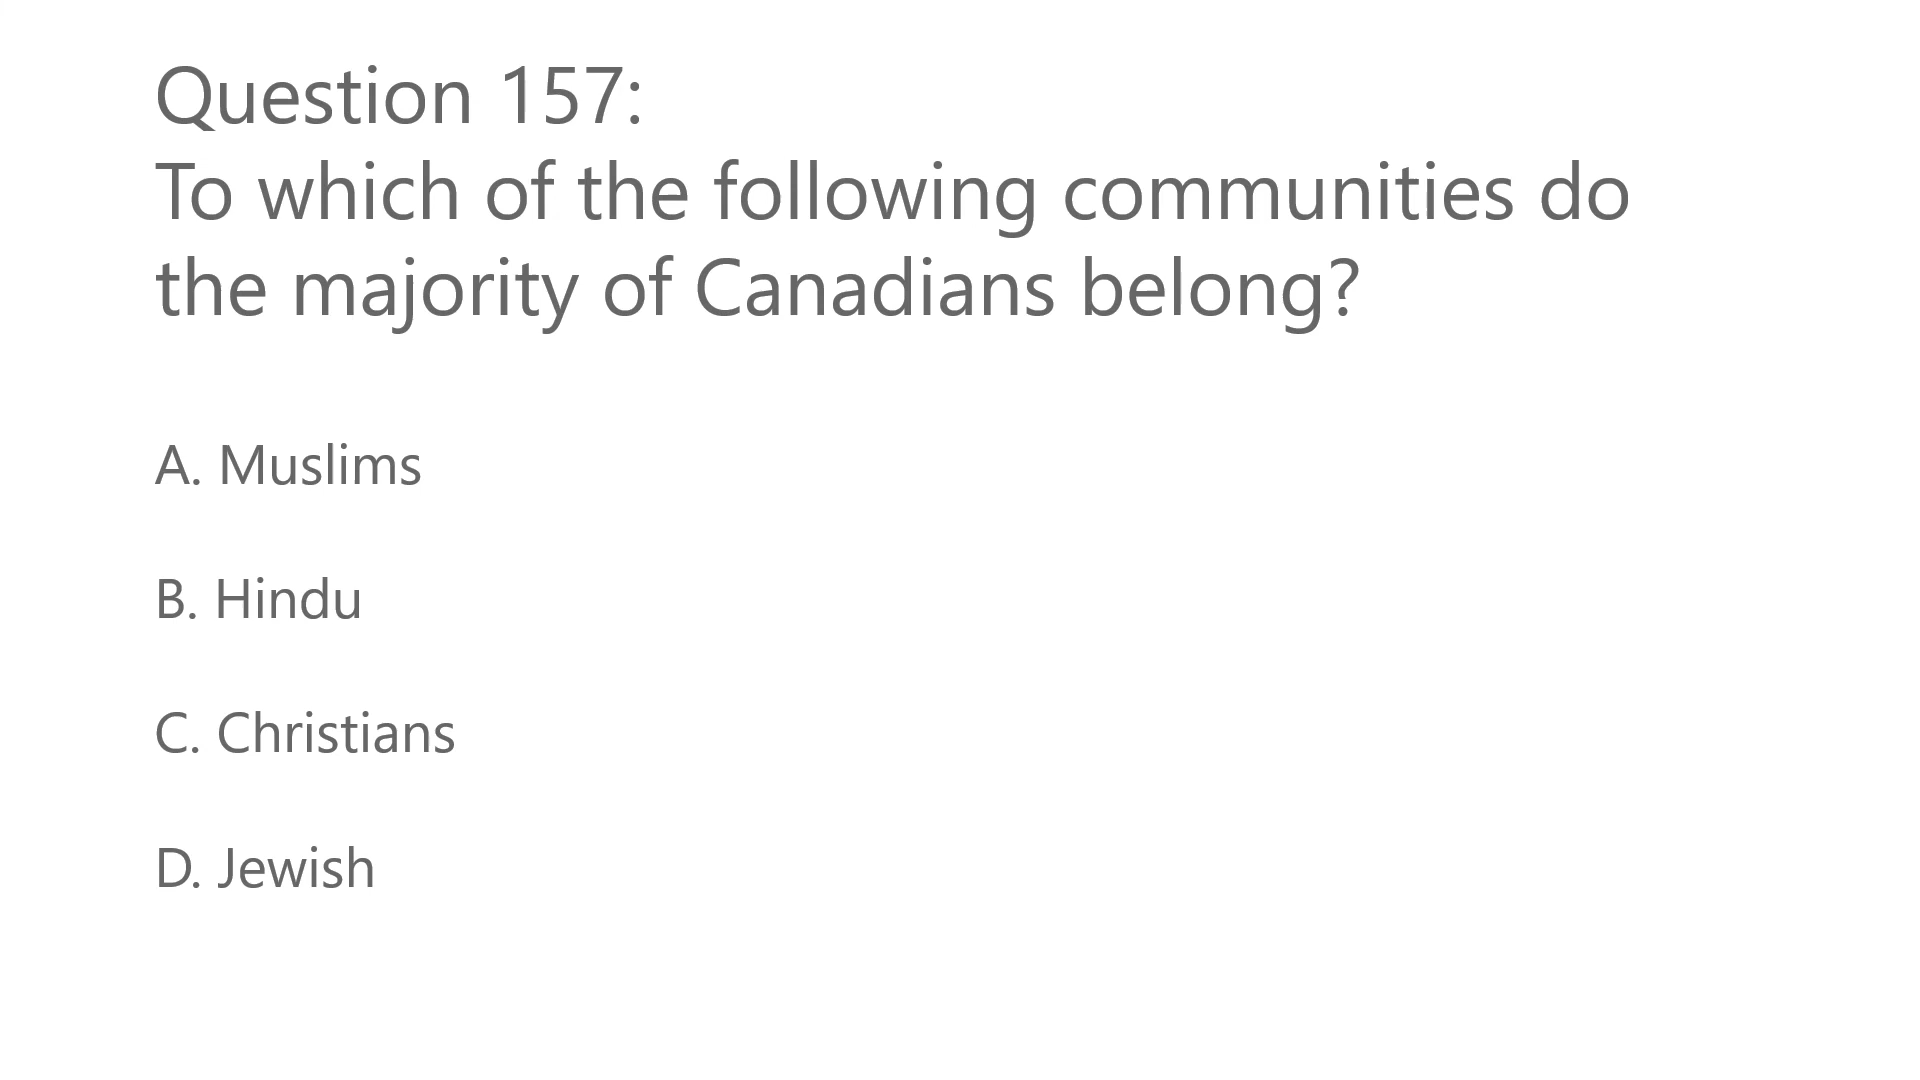 Question 157:
To which of the following communities do
the majority of Canadians belong?
A. Muslims
B. Hindu
C. Christians
D. Jewish